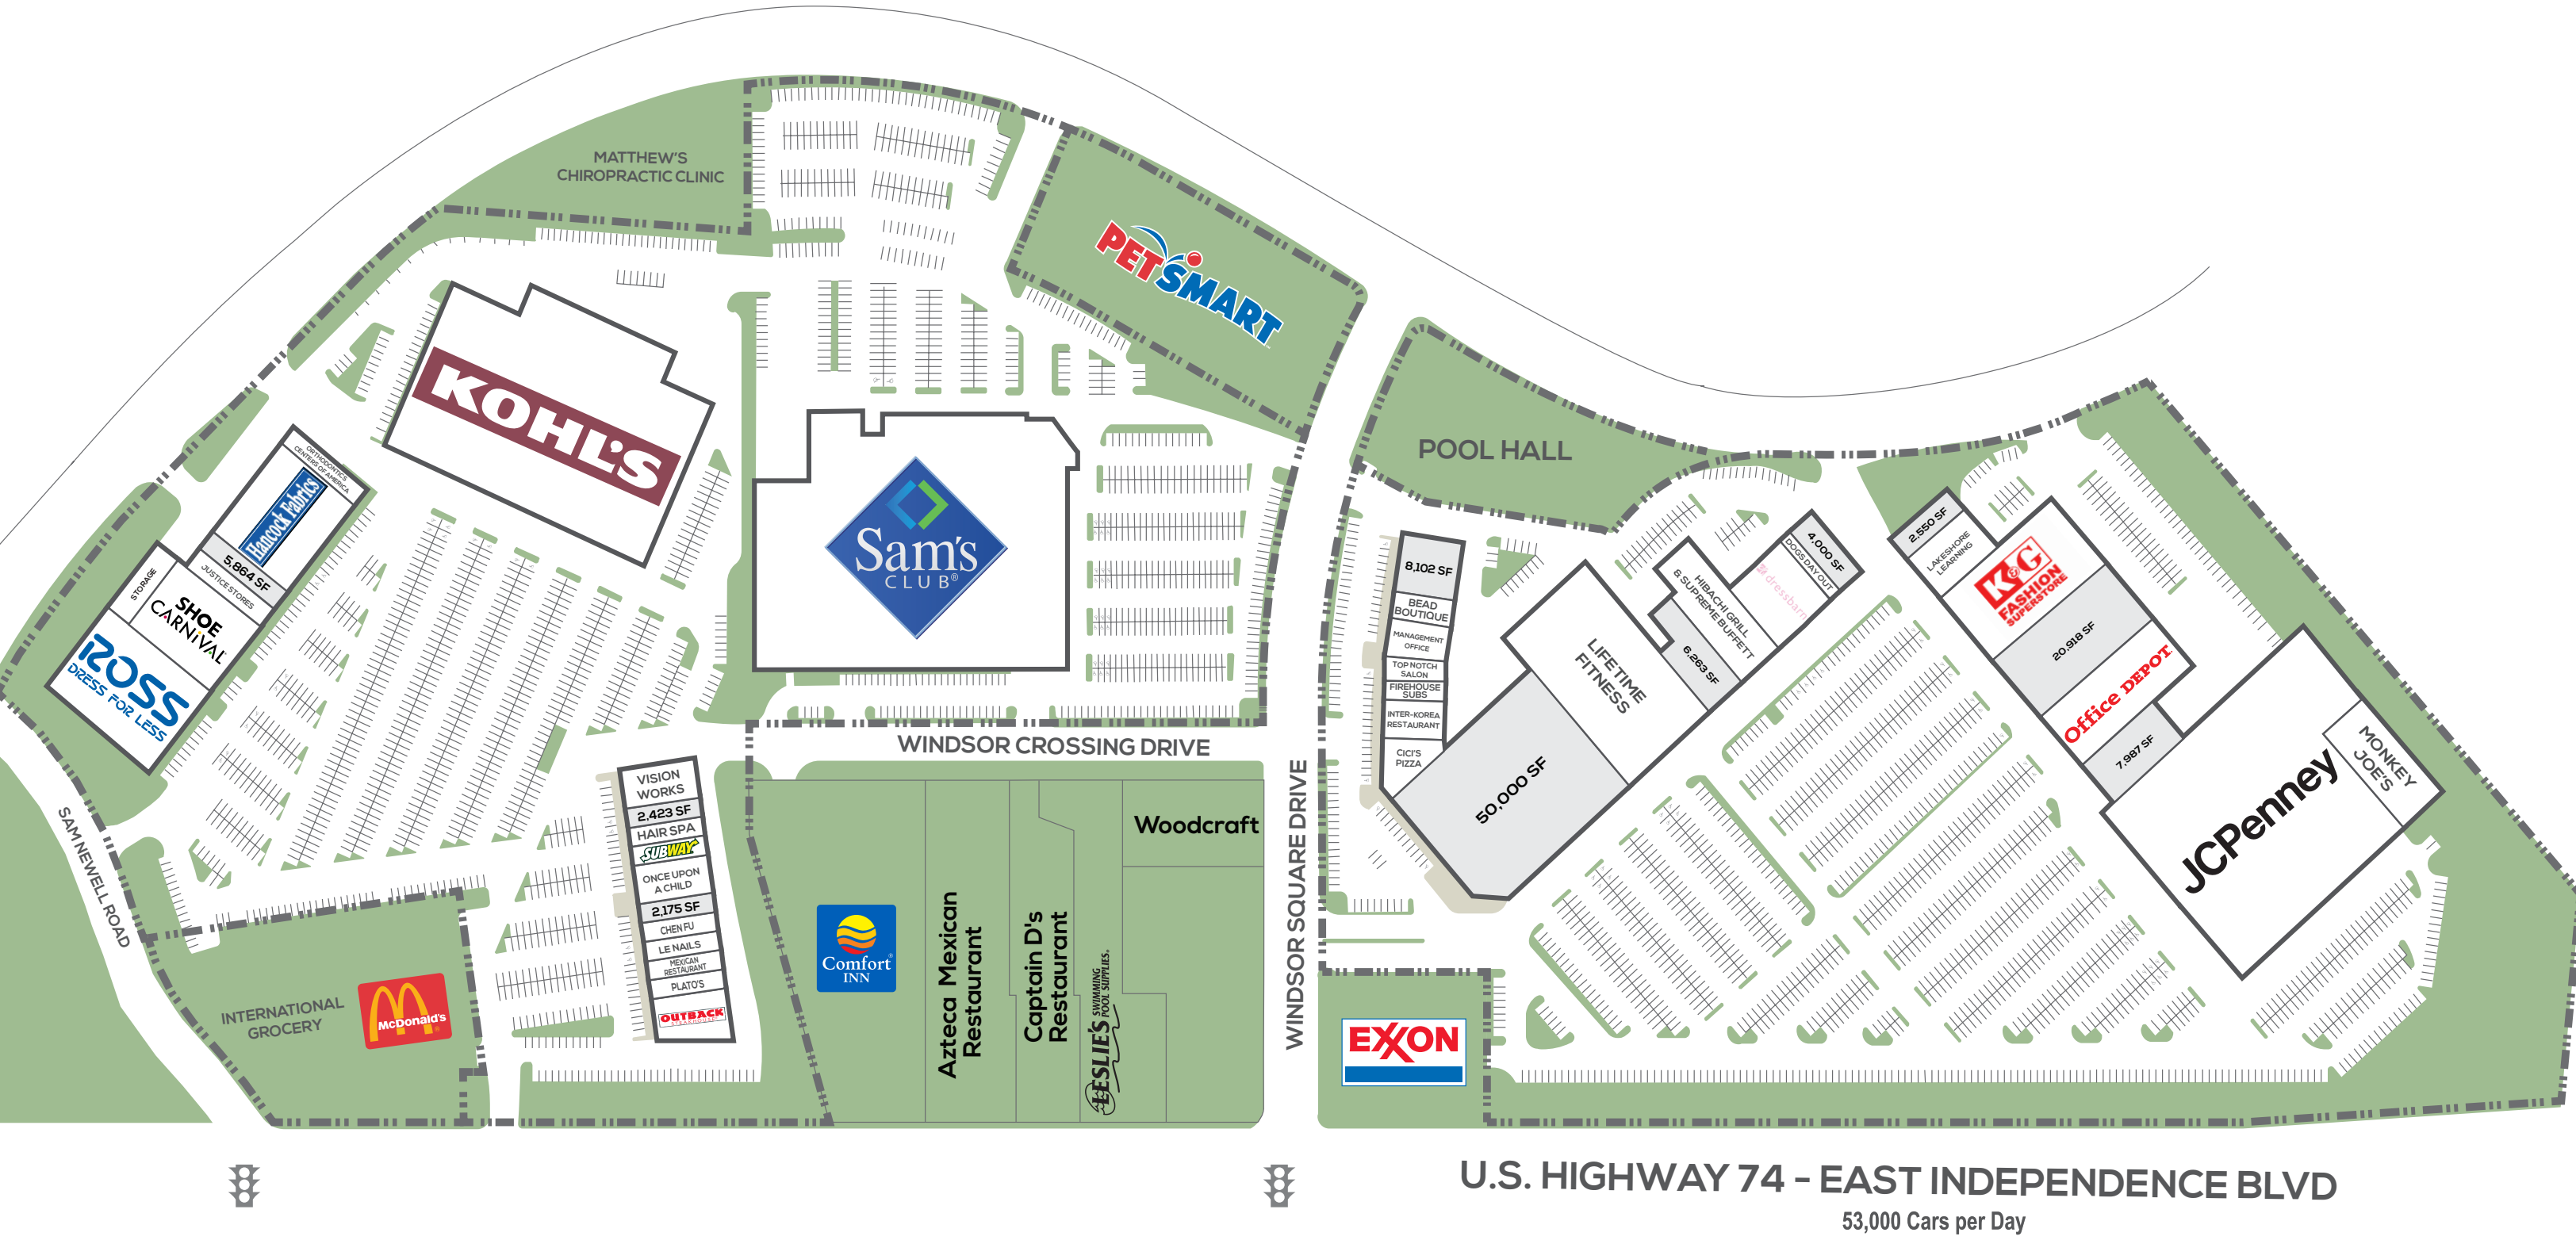 MATTHEW'S
CHIROPRACTIC CLINIC
PETSMART
KOHL'S
ORTHODONTICS
CENTERS OF AMERICA
Hancock Fabrics
5,864 SF
JUSTICE STORES
STORAGE
SHOE
CARNiVAL
ROSS
DRESS FOR LESS
Sam's
CLUB®
POOL HALL
8,102 SF
BEAD
BOUTIQUE
MANAGEMENT
OFFICE
TOP NOTCH
SALON
FIREHOUSE
SUBS
INTER-KOREA
RESTAURANT
CICI'S
PIZZA
50,000 SF
LIFETIME
FITNESS
6,263 SF
HIBACHI GRILL
& SUPREME BUFFETT
dressbarn
DOGS DAY OUT
4,000 SF
2,550 SF
LAKESHORE
LEARNING
K&G
FASHION
SUPERSTORE
20,918 SF
Office DEPOT
7,987 SF
JCPenney
MONKEY
JOE'S
WINDSOR CROSSING DRIVE
WINDSOR SQUARE DRIVE
SAM NEWELL ROAD
VISION
WORKS
2,423 SF
HAIR SPA
SUBWAY
ONCE UPON
A CHILD
2,175 SF
CHEN FU
LE NAILS
MEXICAN
RESTAURANT
PLATO'S
OUTBACK
STEAKHOUSE
INTERNATIONAL
GROCERY
McDonald's
Comfort
INN
Azteca Mexican
Restaurant
Captain D's
Restaurant
LESLIE'S SWIMMING
POOL SUPPLIES.
Woodcraft
EXXON
U.S. HIGHWAY 74 - EAST INDEPENDENCE BLVD
53,000 Cars per Day